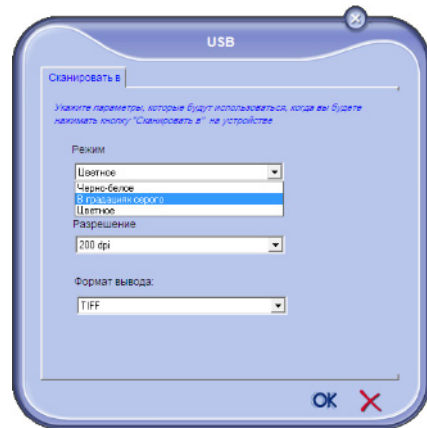 USB
Сканировать в
Укажите параметры, которые будут использоваться, когда вы будете
нажимать кнопку "Сканировать в" на устройстве
Режим
Цветное
Черно-белое
В градациях серого
Цветное
Разрешение
200 dpi
Формат вывода:
TIFF
OK